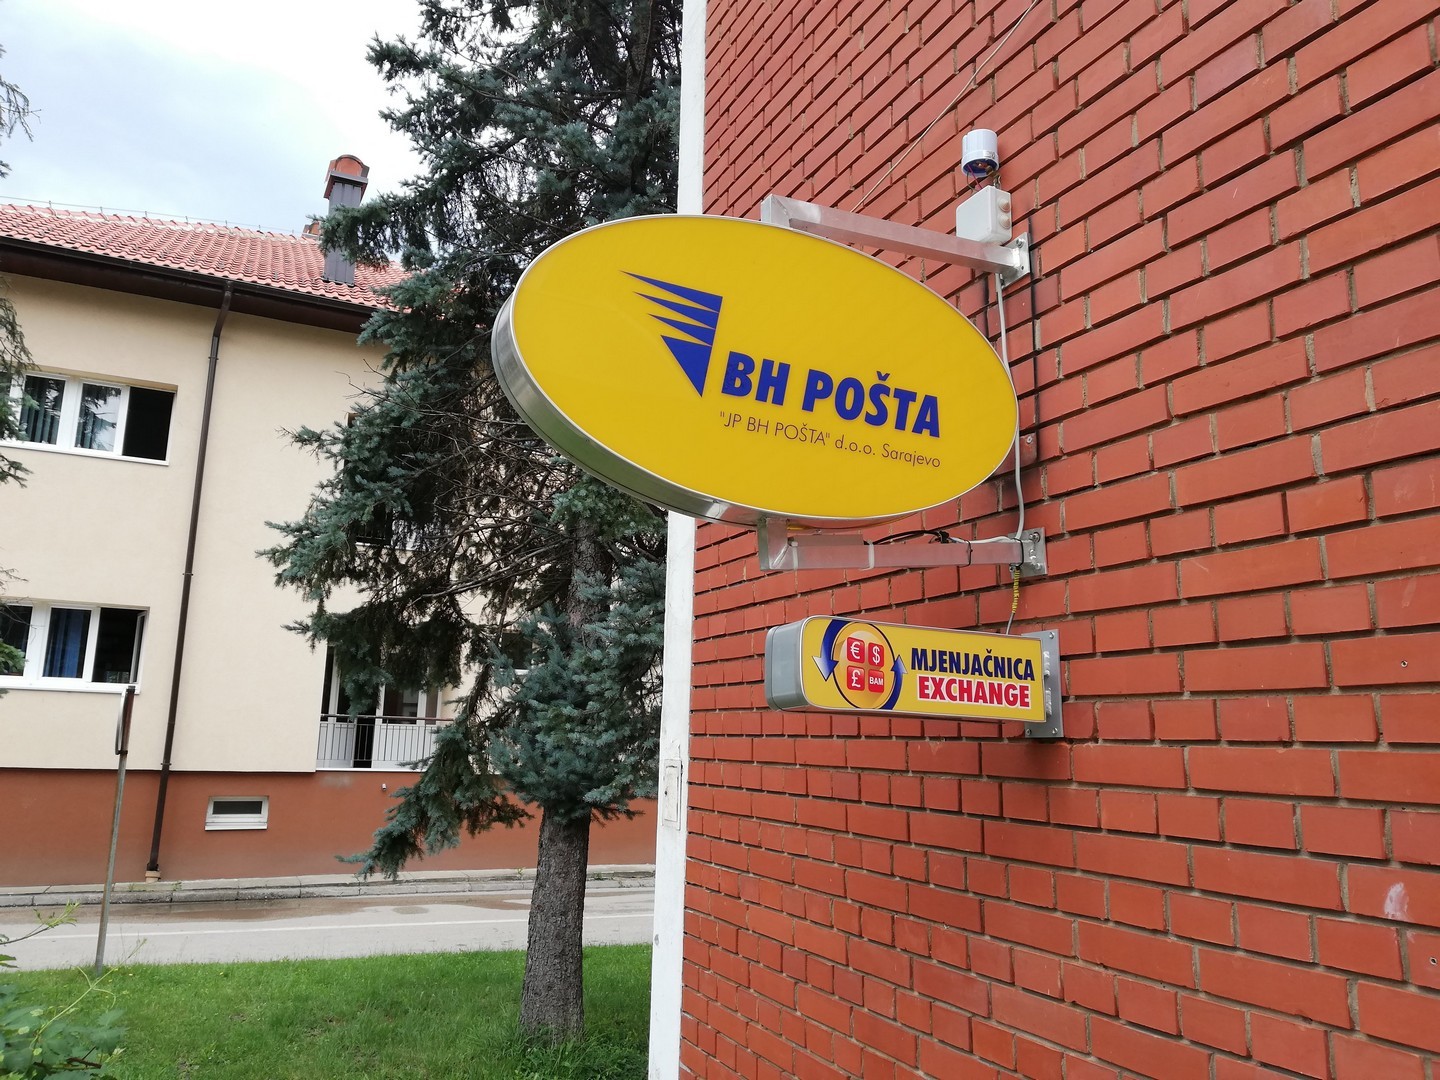 BH POŠTA
"JP BH POŠTA" d.o.o. Sarajevo
€ $
£ BAM
MJENJAČNICA
EXCHANGE